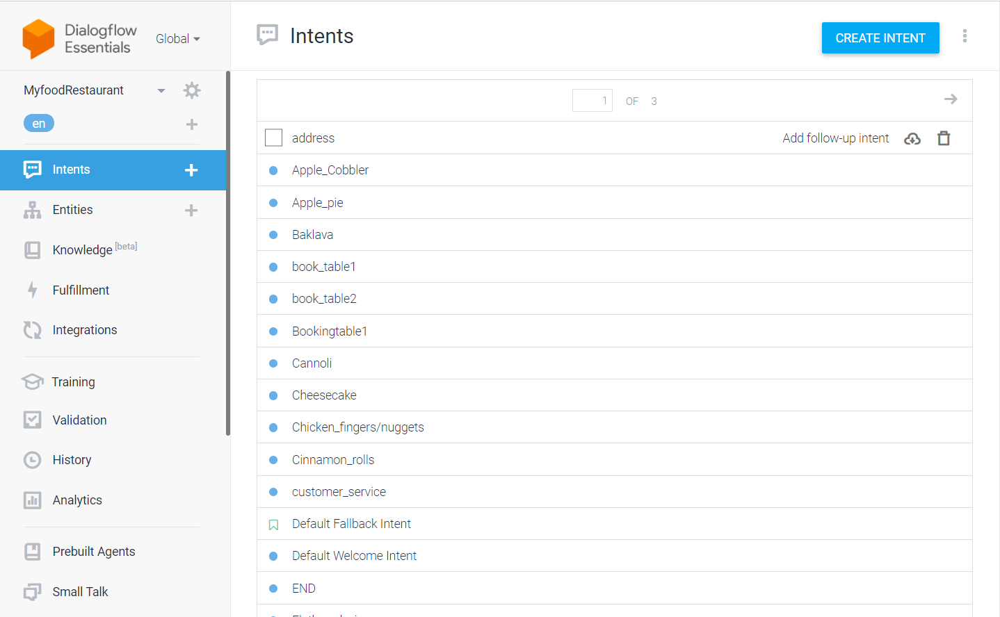 Dialogflow
Essentials
Global
MyfoodRestaurant
en
Intents
Entities
Knowledge [beta]
Fulfillment
Integrations
Training
Validation
History
Analytics
Prebuilt Agents
Small Talk
Intents
CREATE INTENT
1 OF 3
address Add follow-up intent
Apple_Cobbler
Apple_pie
Baklava
book_table1
book_table2
Bookingtable1
Cannoli
Cheesecake
Chicken_fingers/nuggets
Cinnamon_rolls
customer_service
Default Fallback Intent
Default Welcome Intent
END